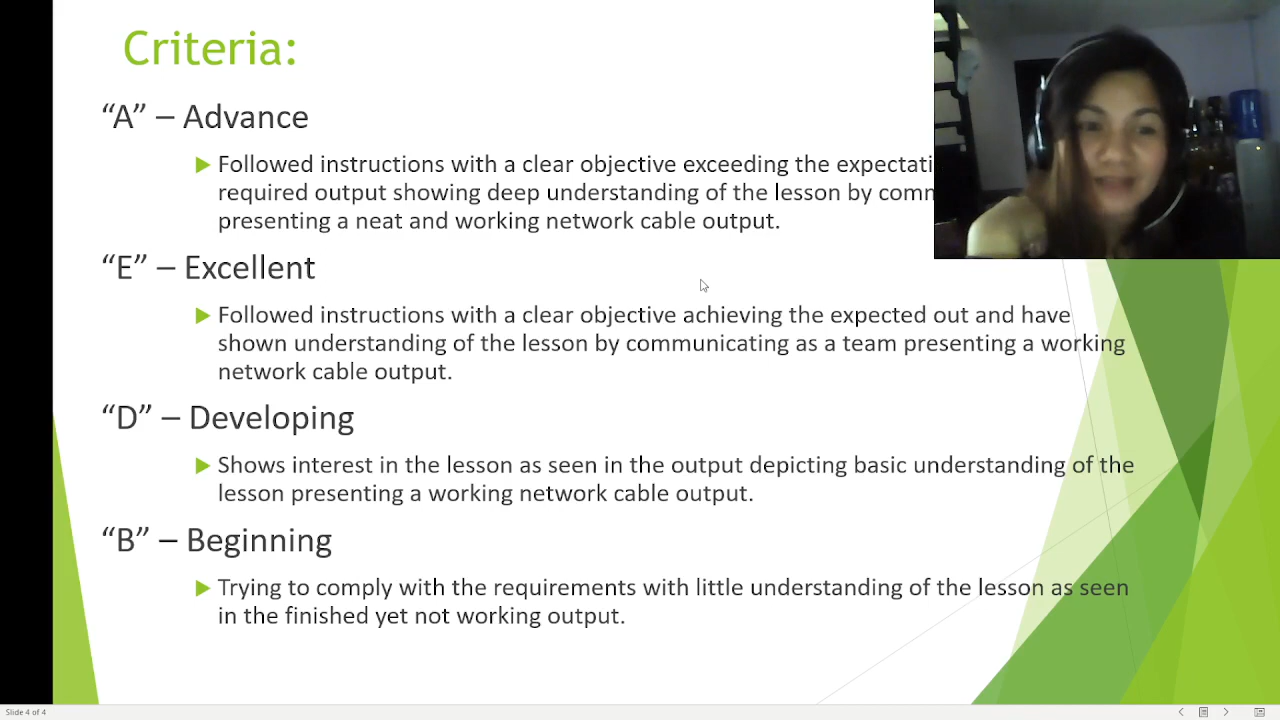 Criteria:
“A” – Advance
Followed instructions with a clear objective exceeding the
required output showing deep understanding of the lesson by
presenting a neat and working network cable output.
“E” – Excellent
Followed instructions with a clear objective achieving the expected out and have
shown understanding of the lesson by communicating as a team presenting a working
network cable output.
“D” – Developing
Shows interest in the lesson as seen in the output depicting basic understanding of the
lesson presenting a working network cable output.
“B” – Beginning
Trying to comply with the requirements with little understanding of the lesson as seen
in the finished yet not working output.
Slide 4 of 4